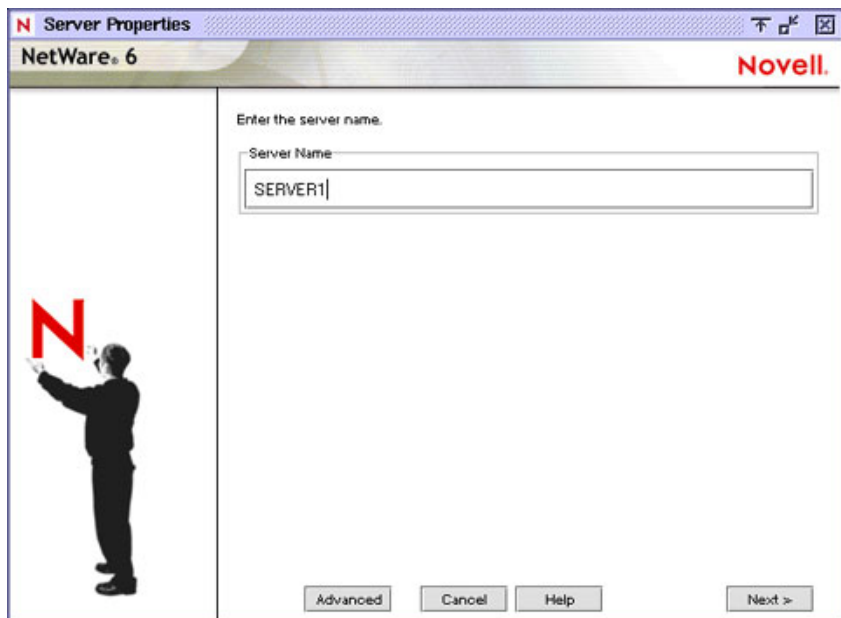 N Server Properties
NetWare® 6
Novell.
Enter the server name.
Server Name
SERVER1
N
Advanced Cancel Help Next >